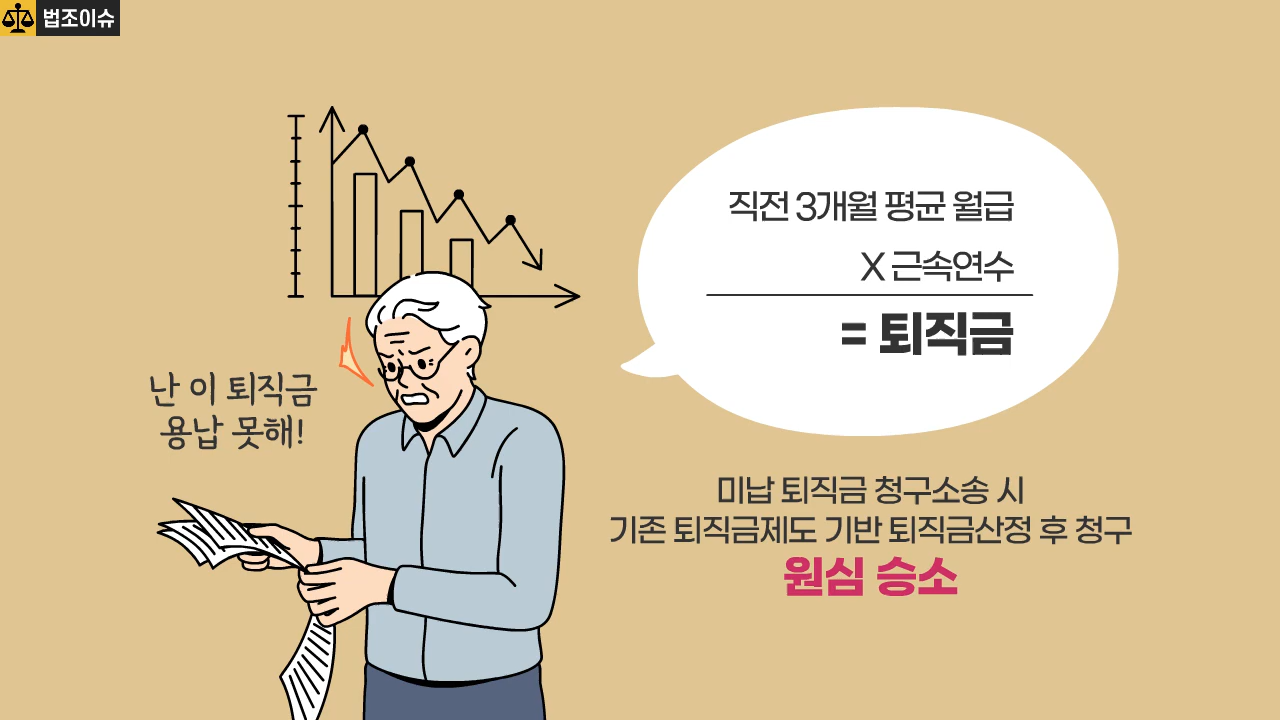 법조이슈
직전 3개월 평균 월급
X 근속연수
= 퇴직금
난 이 퇴직금
용납 못해!
미납 퇴직금 청구소송 시
기존 퇴직금제도 기반 퇴직금산정 후 청구
원심 승소